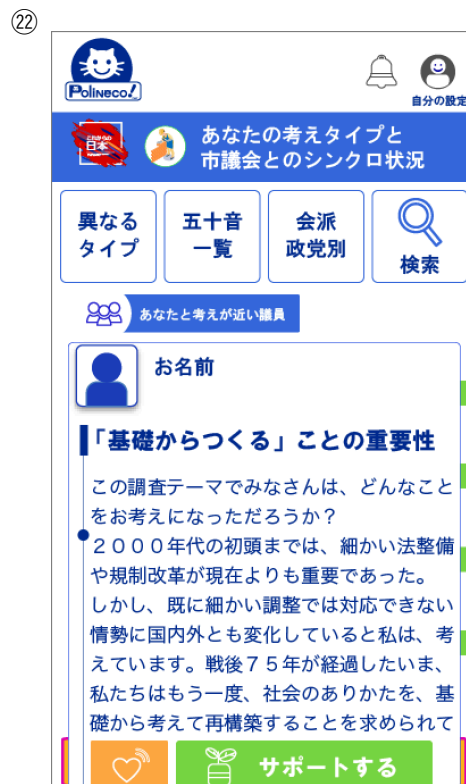 ㉒
Polineco!
自分の設定
これからの
日本
あなたの考えタイプと
市議会とのシンクロ状況
異なる
タイプ
五十音
一覧
会派
政党別
検索
あなたと考えが近い議員
お名前
「基礎からつくる」ことの重要性
この調査テーマでみなさんは、どんなこと
をお考えになっただろうか？
２０００年代の初頭までは、細かい法整備
や規制改革が現在よりも重要であった。
しかし、既に細かい調整では対応できない
情勢に国内外とも変化していると私は、考
えています。戦後７５年が経過したいま、
私たちはもう一度、社会のありかたを、基
礎から考えて再構築することを求められて
サポートする